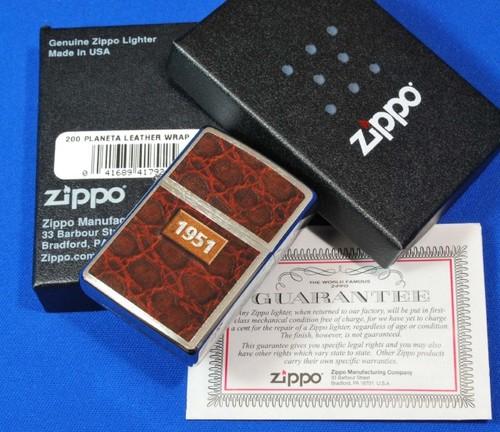 Genuine Zippo Lighter
Made in USA
200 PLANETA LEATHER WRAP
0 41689 41792
zippo
Zippo Manufac
33 Barbour Stre
Bradford, PA
Zippo.com
zippo
1951
THE WORLD FAMOUS
ZIPPO
GUARANTEE
Any Zippo lighter, when returned to our factory, will be put in first-
class mechanical condition free of charge, for we have yet to charge
a cent for the repair of a Zippo lighter, regardless of age or condition.
The finish, however, is not guaranteed.
This guarantee gives you specific legal rights and you may also
have other rights which vary state to state. Other Zippo products
carry their own specific warranties.
zippo
Zippo Manufacturing Company
33 Barbour Street
Bradford, PA 16701 U.S.A